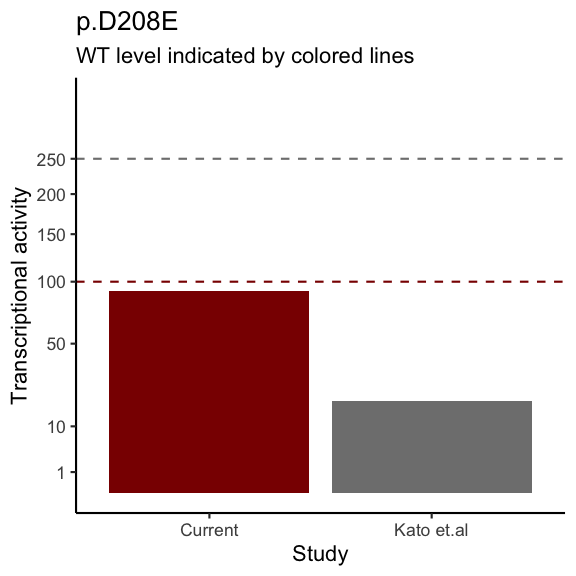 p.D208E
WT level indicated by colored lines
Transcriptional activity
250
200
150
100
50
10
1
Current
Kato et.al
Study